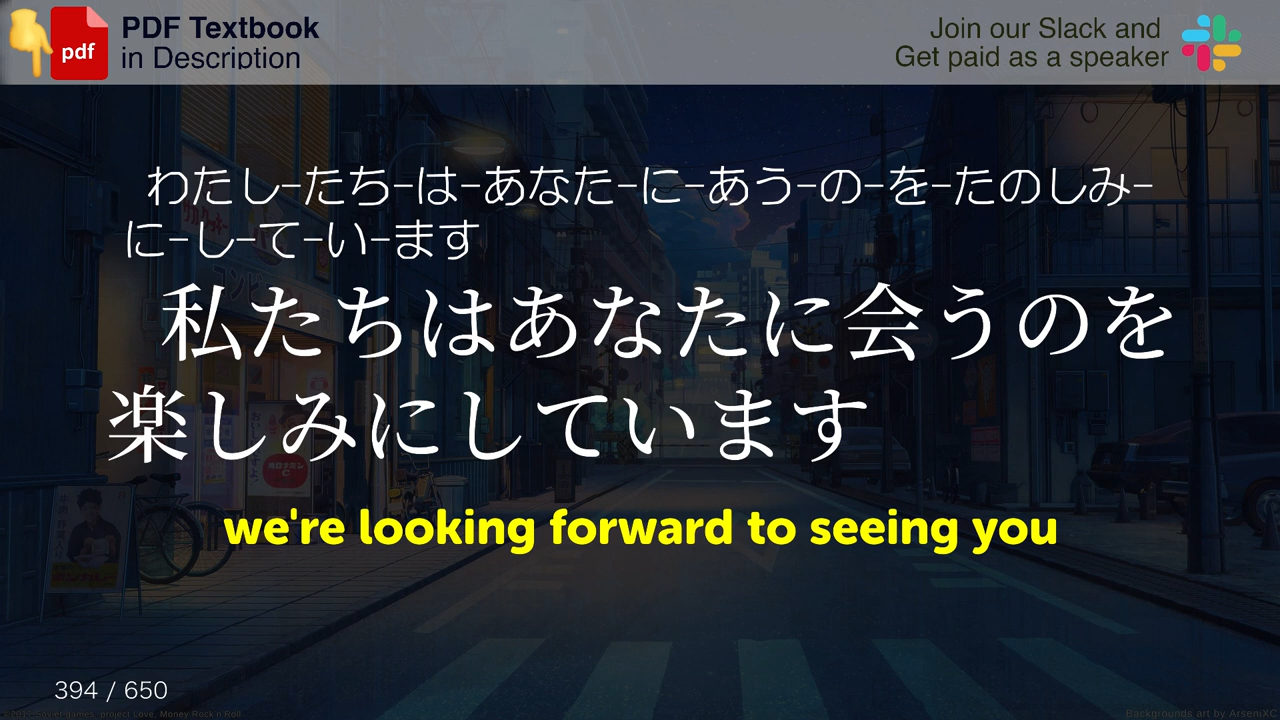 PDF Textbook
in Description
pdf
Join our Slack and
Get paid as a speaker
わたし-たち-は-あなた-に-あう-の-を-たのしみ-
に-し-て-い-ます
私たちはあなたに会うのを
楽しみにしています
we're looking forward to seeing you
394 / 650
Backgrounds art by ArseniXC